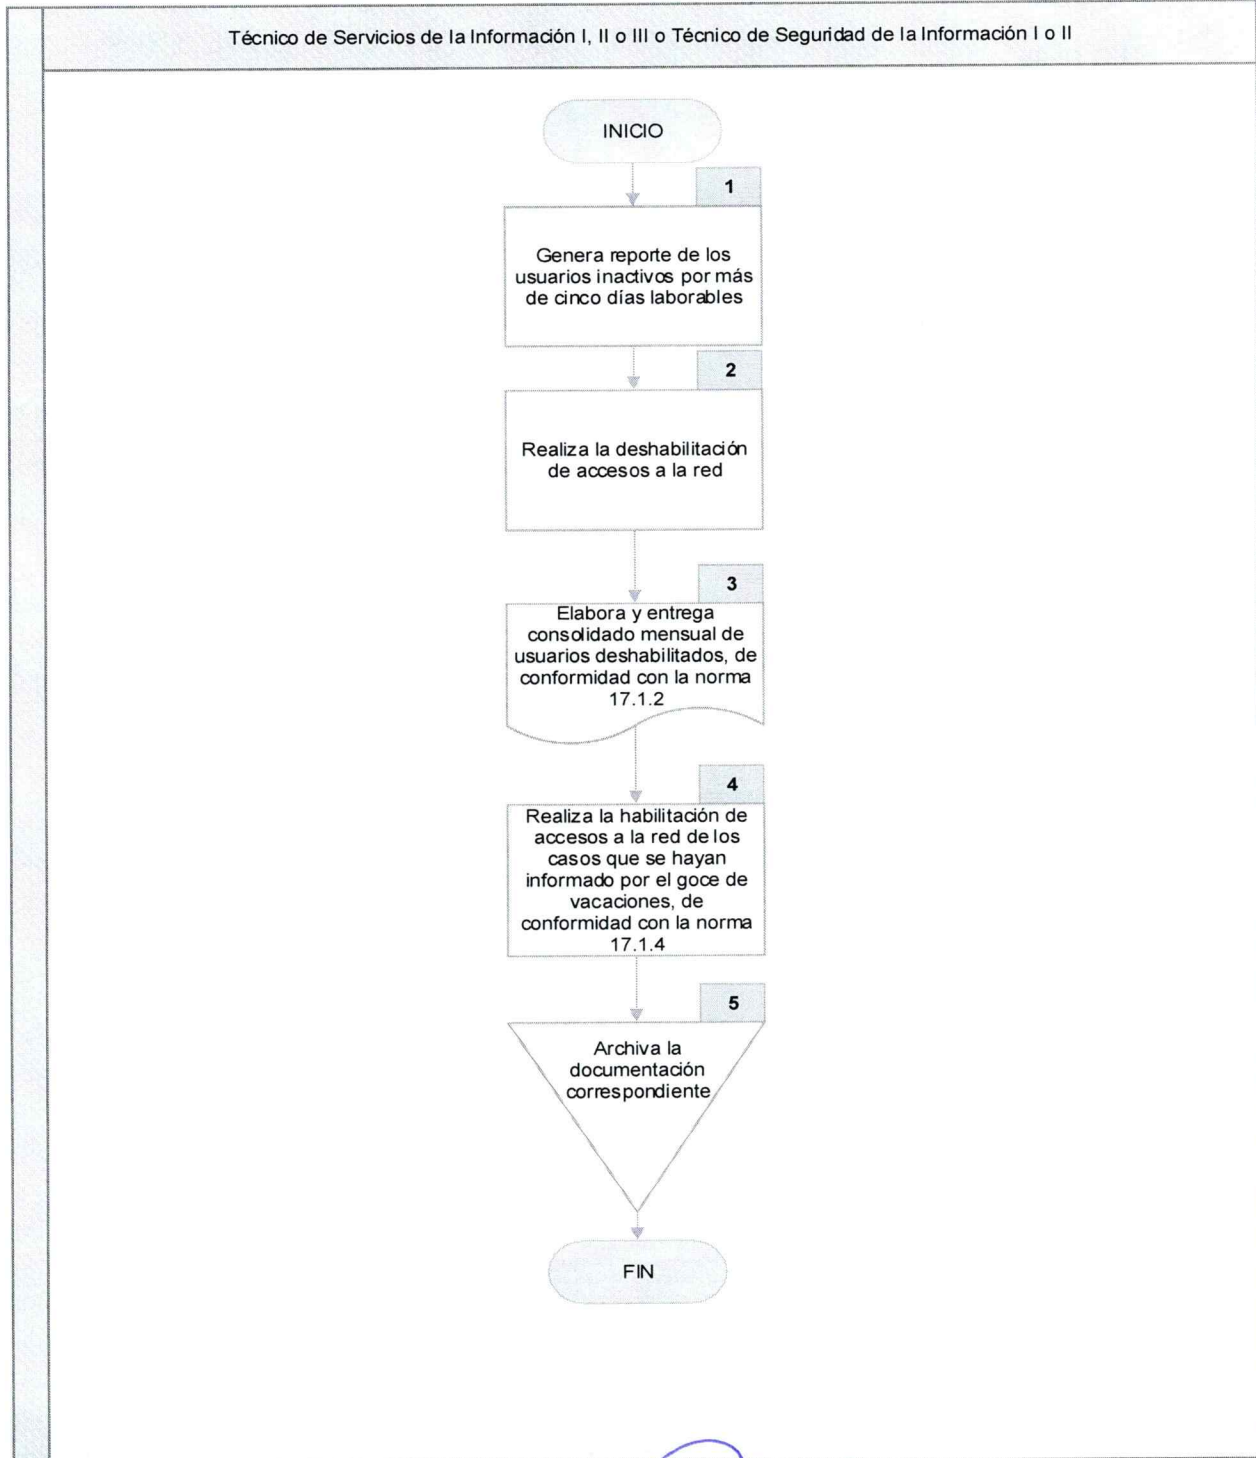 Técnico de Servicios de la Información I, II o III o Técnico de Seguridad de la Información I o II
INICIO
1
Genera reporte de los
usuarios inactivos por más
de cinco días laborables
2
Realiza la deshabilitación
de accesos a la red
3
Elabora y entrega
consolidado mensual de
usuarios deshabilitados, de
conformidad con la norma
17.1.2
4
Realiza la habilitación de
accesos a la red de los
casos que se hayan
informado por el goce de
vacaciones, de
conformidad con la norma
17.1.4
5
Archiva la
documentación
correspondiente
FIN